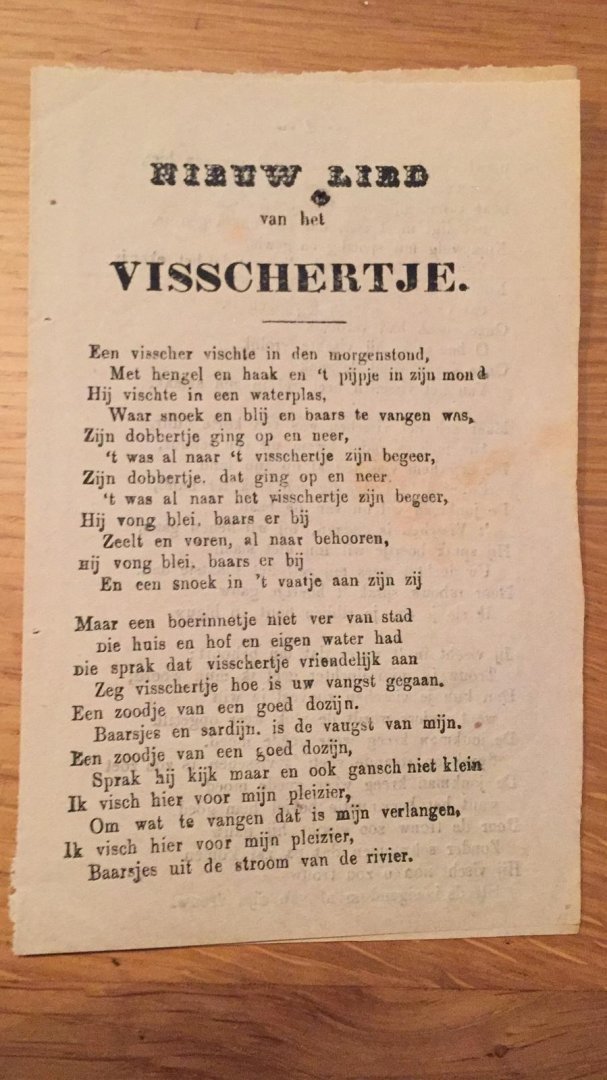 NIEUW LIED
van het
VISSCHERTJE.
Een visscher vischte in den morgenstond,
Met hengel en haak en 't pijpje in zijn mond
Hij vischte in een waterplas,
Waar snoek en blij en baars te vangen was,
Zijn dobbertje ging op en neer,
't was al naar 't visschertje zijn begeer,
Zijn dobbertje. dat ging op en neer
't was al naar het visschertje zijn begeer,
Hij vong blei, baars er bij
Zeelt en voren, al naar behooren,
Hij vong blei, baars er bij
En een snoek in 't vaatje aan zijn zij
Maar een boerinnetje niet ver van stad
Die huis en hof en eigen water had
Die sprak dat visschertje vriendelijk aan
Zeg visschertje hoe is uw vangst gegaan.
Een zoodje van een goed dozijn.
Baarsjes en sardijn. is de vaugst van mijn.
Een zoodje van een goed dozijn,
Sprak hij kijk maar en ook gansch niet klein
Ik visch hier voor mijn pleizier,
Om wat te vangen dat is mijn verlangen,
Ik visch hier voor mijn pleizier,
Baarsjes uit de stroom van de rivier.